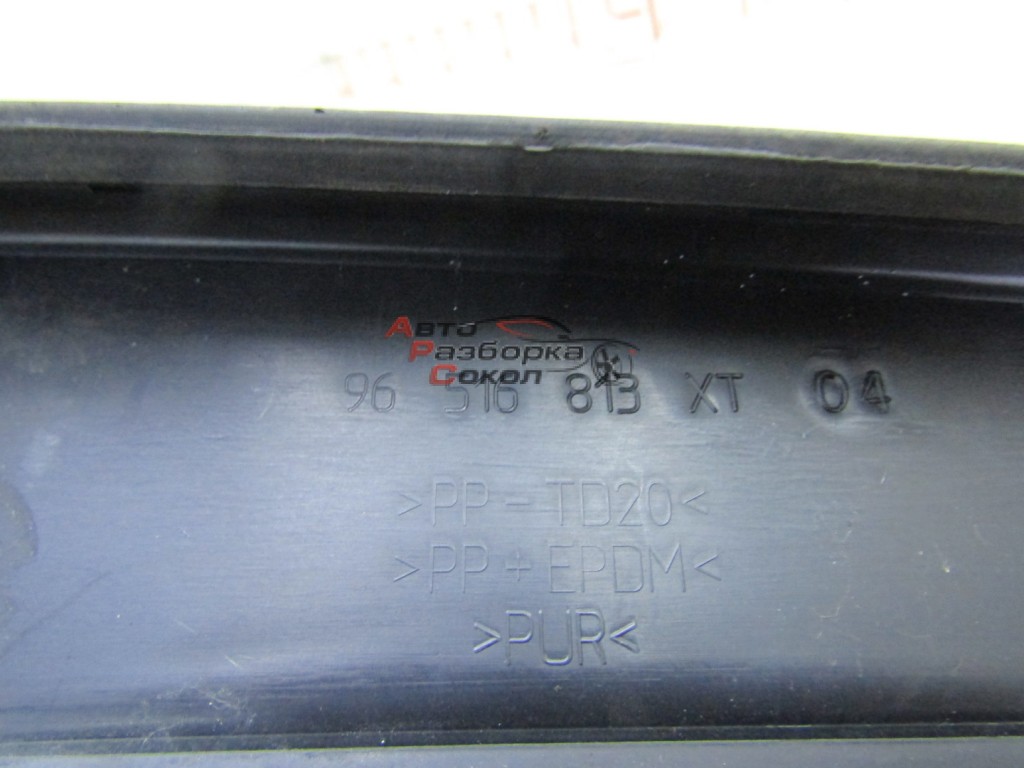 Авто
Разборка
Сокол
96 516 813 XT 04
>PP-TD20<
>PP+EPDM<
>PUR<